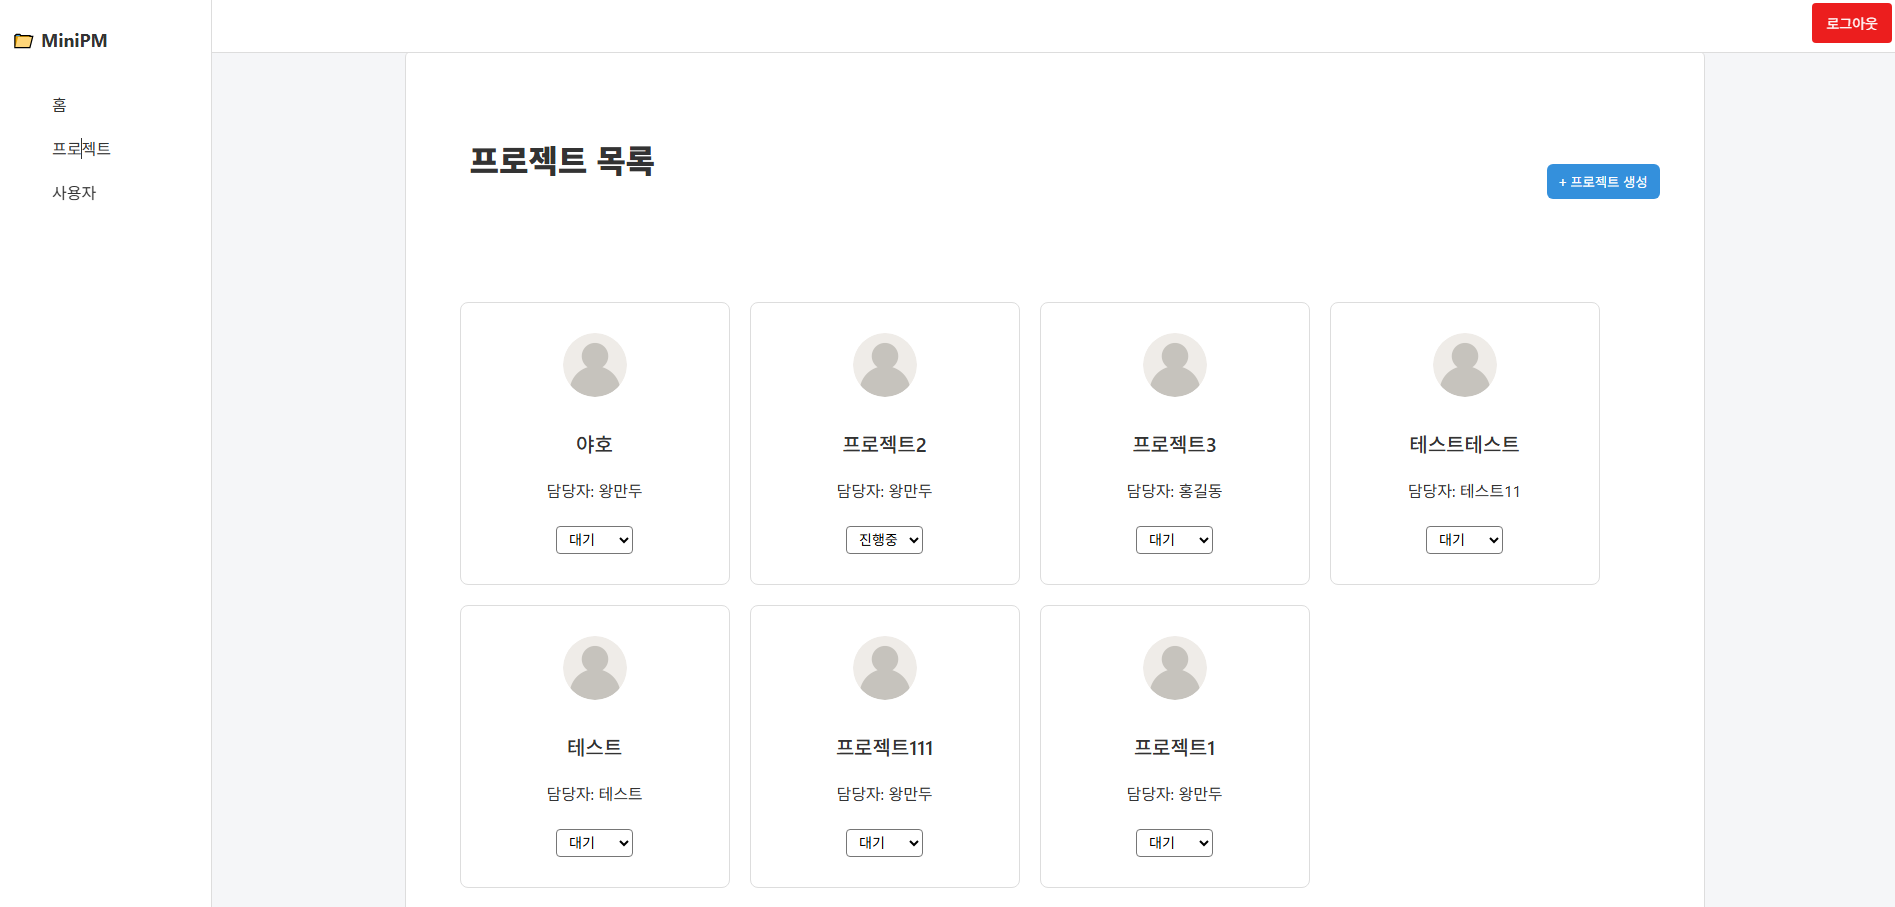 MiniPM
로그아웃
홈
프로젝트
사용자
프로젝트 목록
+ 프로젝트 생성
야호
담당자: 왕만두
대기
프로젝트2
담당자: 왕만두
진행중
프로젝트3
담당자: 홍길동
대기
테스트테스트
담당자: 테스트11
대기
테스트
담당자: 테스트
대기
프로젝트111
담당자: 왕만두
대기
프로젝트1
담당자: 왕만두
대기